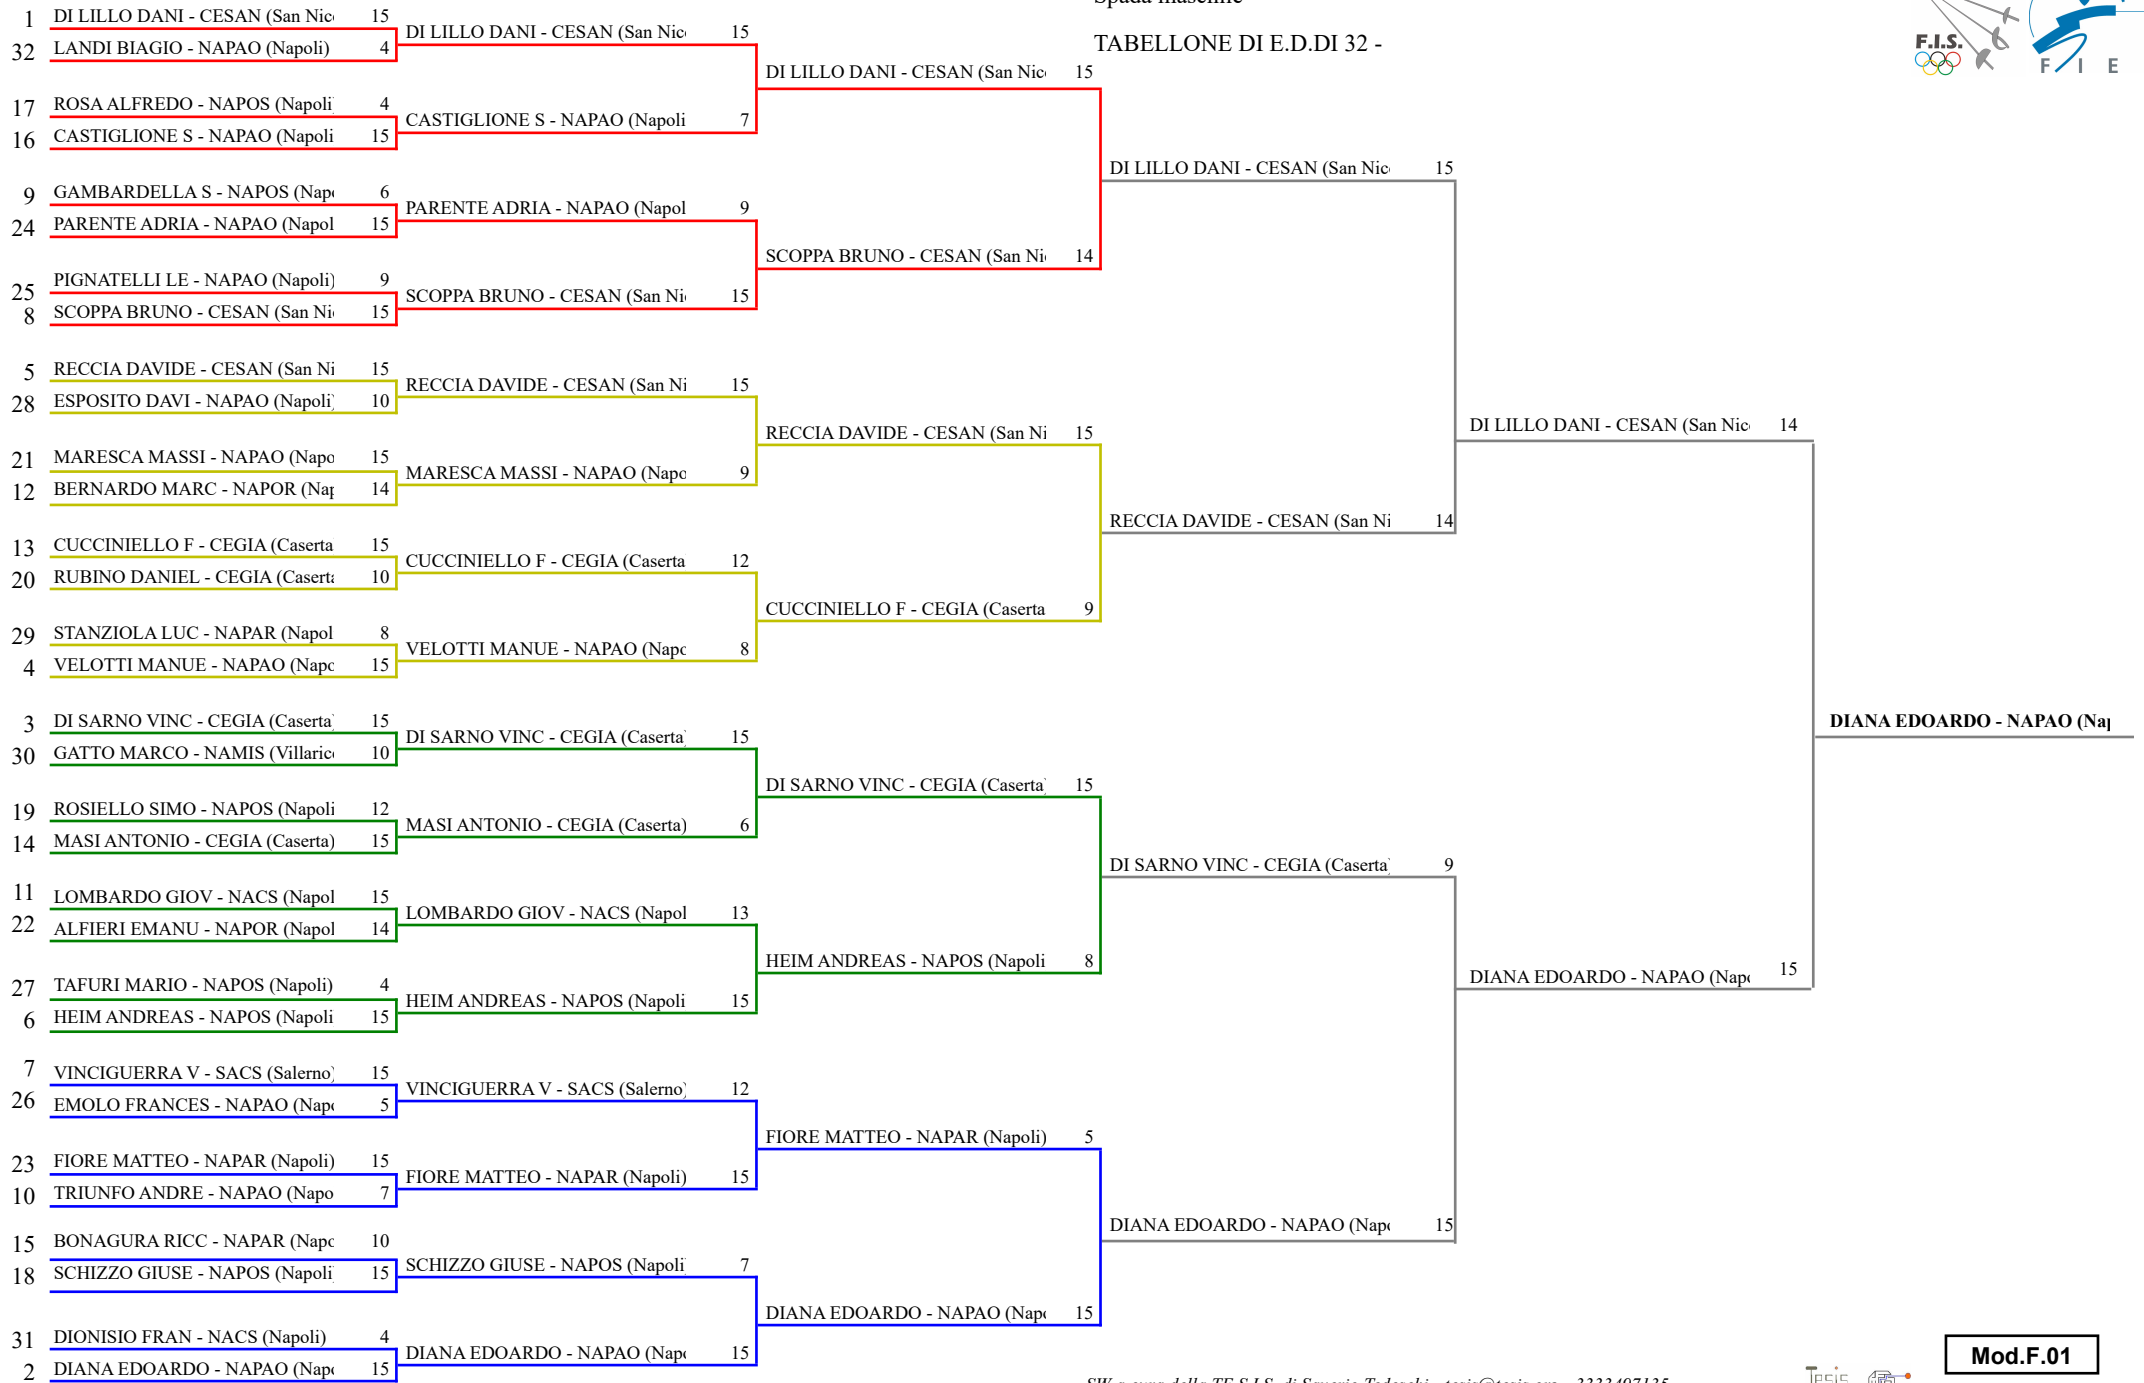 Spada maschile
TABELLONE DI E.D.DI 32 -
F.I.S.
F I E
1 DI LILLO DANI - CESAN (San Nic 15
32 LANDI BIAGIO - NAPAO (Napoli) 4
17 ROSA ALFREDO - NAPOS (Napoli 4
16 CASTIGLIONE S - NAPAO (Napoli 15
9 GAMBARDELLA S - NAPOS (Nap 6
24 PARENTE ADRIA - NAPAO (Napol 15
25 PIGNATELLI LE - NAPAO (Napoli) 9
8 SCOPPA BRUNO - CESAN (San Ni 15
5 RECCIA DAVIDE - CESAN (San Ni 15
28 ESPOSITO DAVI - NAPAO (Napoli) 10
21 MARESCA MASSI - NAPAO (Napo 15
12 BERNARDO MARC - NAPOR (Nap 14
13 CUCCINIELLO F - CEGIA (Caserta 15
20 RUBINO DANIEL - CEGIA (Caserta 10
29 STANZIOLA LUC - NAPAR (Napol 8
4 VELOTTI MANUE - NAPAO (Napo 15
3 DI SARNO VINC - CEGIA (Caserta) 15
30 GATTO MARCO - NAMIS (Villaric 10
19 ROSIELLO SIMO - NAPOS (Napoli 12
14 MASI ANTONIO - CEGIA (Caserta) 15
11 LOMBARDO GIOV - NACS (Napol 15
22 ALFIERI EMANU - NAPOR (Napol 14
27 TAFURI MARIO - NAPOS (Napoli) 4
6 HEIM ANDREAS - NAPOS (Napoli 15
7 VINCIGUERRA V - SACS (Salerno) 15
26 EMOLO FRANCES - NAPAO (Nap 5
23 FIORE MATTEO - NAPAR (Napoli) 15
10 TRIUNFO ANDRE - NAPAO (Napo 7
15 BONAGURA RICC - NAPAR (Napo 10
18 SCHIZZO GIUSE - NAPOS (Napoli) 15
31 DIONISIO FRAN - NACS (Napoli) 4
2 DIANA EDOARDO - NAPAO (Nap 15
DI LILLO DANI - CESAN (San Nic 15
CASTIGLIONE S - NAPAO (Napoli 7
PARENTE ADRIA - NAPAO (Napol 9
SCOPPA BRUNO - CESAN (San Ni 15
RECCIA DAVIDE - CESAN (San Ni 15
MARESCA MASSI - NAPAO (Napo 9
CUCCINIELLO F - CEGIA (Caserta 12
VELOTTI MANUE - NAPAO (Napo 8
DI SARNO VINC - CEGIA (Caserta) 15
MASI ANTONIO - CEGIA (Caserta) 6
LOMBARDO GIOV - NACS (Napol 13
HEIM ANDREAS - NAPOS (Napoli 15
VINCIGUERRA V - SACS (Salerno) 12
FIORE MATTEO - NAPAR (Napoli) 15
SCHIZZO GIUSE - NAPOS (Napoli) 7
DIANA EDOARDO - NAPAO (Nap 15
DI LILLO DANI - CESAN (San Nic 15
SCOPPA BRUNO - CESAN (San Ni 14
RECCIA DAVIDE - CESAN (San Ni 15
CUCCINIELLO F - CEGIA (Caserta 9
DI SARNO VINC - CEGIA (Caserta) 15
HEIM ANDREAS - NAPOS (Napoli 8
FIORE MATTEO - NAPAR (Napoli) 5
DIANA EDOARDO - NAPAO (Nap 15
DI LILLO DANI - CESAN (San Nic 15
RECCIA DAVIDE - CESAN (San Ni 14
DI SARNO VINC - CEGIA (Caserta) 9
DIANA EDOARDO - NAPAO (Nap 15
DI LILLO DANI - CESAN (San Nic 14
DIANA EDOARDO - NAPAO (Nap 15
DIANA EDOARDO - NAPAO (Nap
Mod.F.01
SW a cura della TE.S.I.S. di Saverio Tedeschi - tesis@tesis.org - 3333407135
Tesis